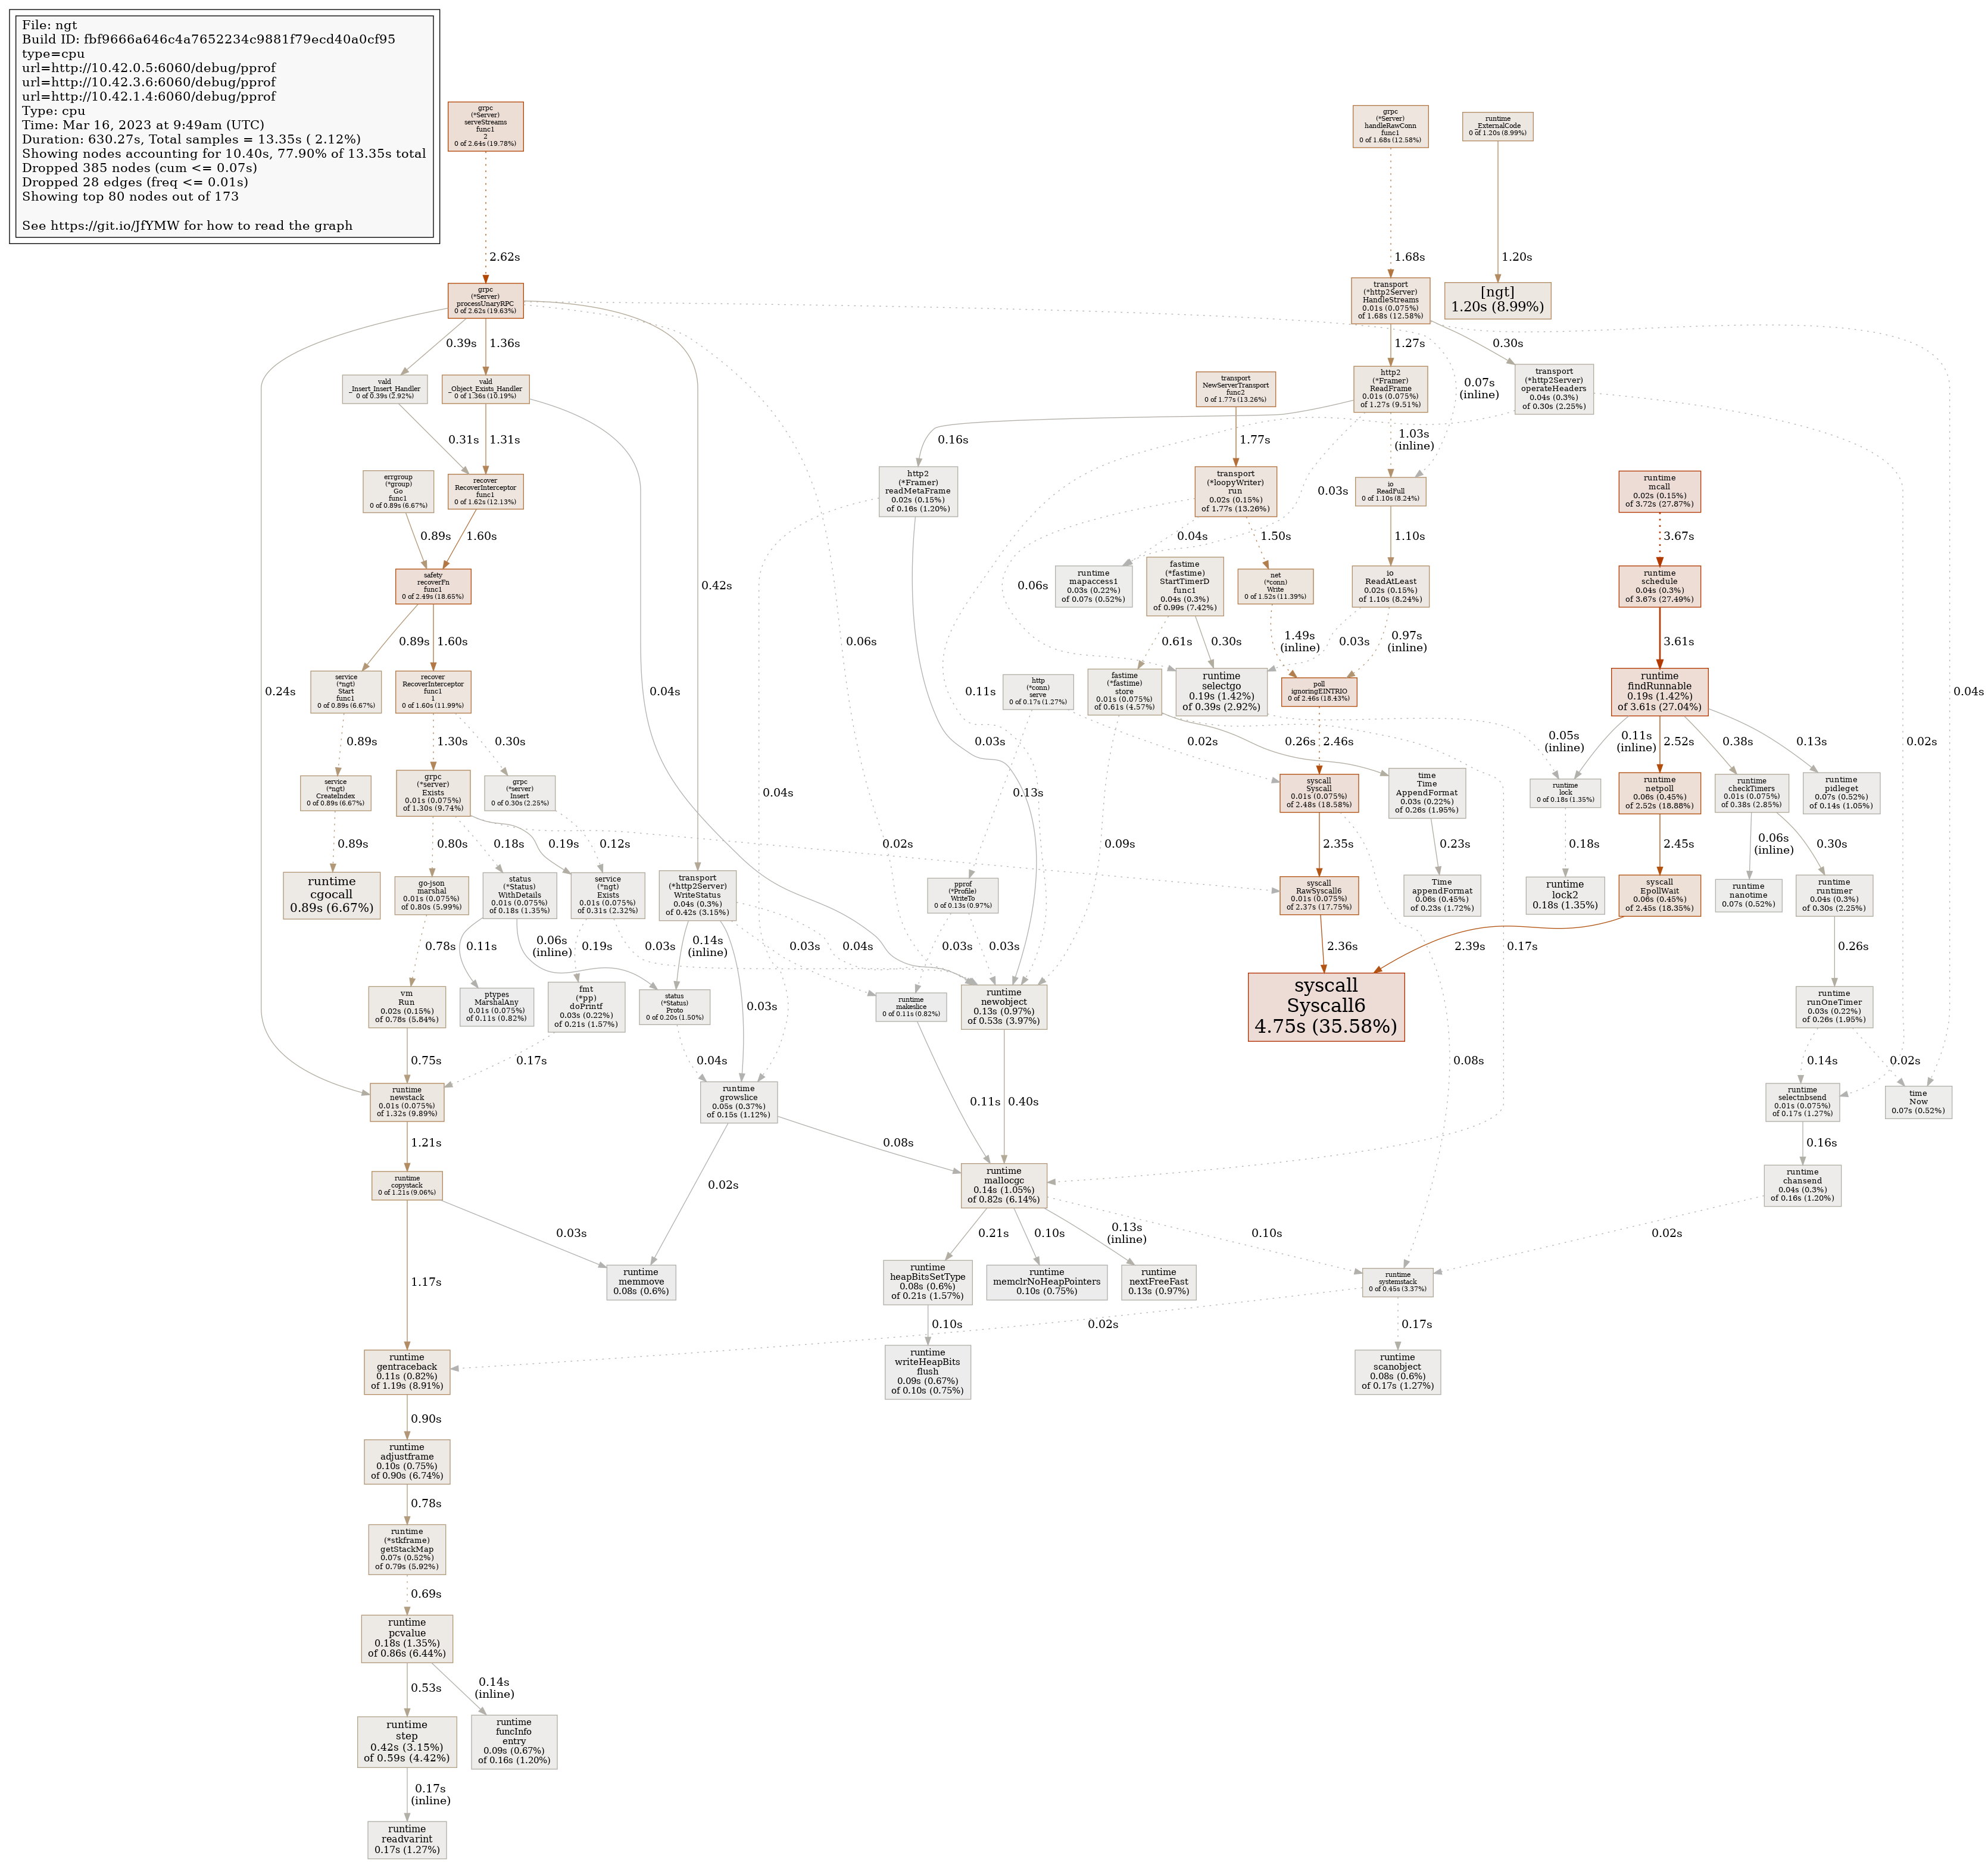 File: ngt
Build ID: fbf9666a646c4a7652234c9881f79ecd40a0cf95
type=cpu
url=http://10.42.0.5:6060/debug/pprof
url=http://10.42.3.6:6060/debug/pprof
url=http://10.42.1.4:6060/debug/pprof
Type: cpu
Time: Mar 16, 2023 at 9:49am (UTC)
Duration: 630.27s, Total samples = 13.35s ( 2.12%)
Showing nodes accounting for 10.40s, 77.90% of 13.35s total
Dropped 385 nodes (cum <= 0.07s)
Dropped 28 edges (freq <= 0.01s)
Showing top 80 nodes out of 173
See https://git.io/JfYMW for how to read the graph
grpc
(*Server)
serveStreams
func1
2
0 of 2.64s (19.78%)
grpc
(*Server)
handleRawConn
func1
0 of 1.68s (12.58%)
runtime
_ExternalCode
0 of 1.20s (8.99%)
2.62s
1.68s
1.20s
grpc
(*Server)
processUnaryRPC
0 of 2.62s (19.63%)
transport
(*http2Server)
HandleStreams
0.01s (0.075%)
of 1.68s (12.58%)
[ngt]
1.20s (8.99%)
0.39s
1.36s
1.27s
0.30s
vald
_Insert_Insert_Handler
0 of 0.39s (2.92%)
vald
_Object_Exists_Handler
0 of 1.36s (10.19%)
transport
NewServerTransport
func2
0 of 1.77s (13.26%)
http2
(*Framer)
ReadFrame
0.01s (0.075%)
of 1.27s (9.51%)
0.07s
(inline)
transport
(*http2Server)
operateHeaders
0.04s (0.3%)
of 0.30s (2.25%)
0.31s
1.31s
0.16s
1.77s
1.03s
(inline)
errgroup
(*group)
Go
func1
0 of 0.89s (6.67%)
recover
RecoverInterceptor
func1
0 of 1.62s (12.13%)
http2
(*Framer)
readMetaFrame
0.02s (0.15%)
of 0.16s (1.20%)
transport
(*loopyWriter)
run
0.02s (0.15%)
of 1.77s (13.26%)
0.03s
io
ReadFull
0 of 1.10s (8.24%)
runtime
mcall
0.02s (0.15%)
of 3.72s (27.87%)
0.89s
1.60s
0.04s
1.50s
1.10s
3.67s
safety
recoverFn
func1
0 of 2.49s (18.65%)
0.42s
runtime
mapaccess1
0.03s (0.22%)
of 0.07s (0.52%)
0.06s
fastime
(*fastime)
StartTimerD
func1
0.04s (0.3%)
of 0.99s (7.42%)
net
(*conn)
Write
0 of 1.52s (11.39%)
io
ReadAtLeast
0.02s (0.15%)
of 1.10s (8.24%)
runtime
schedule
0.04s (0.3%)
of 3.67s (27.49%)
0.89s
1.60s
0.06s
0.61s
0.30s
1.49s
(inline)
0.03s
0.97s
(inline)
3.61s
0.24s
service
(*ngt)
Start
func1
0 of 0.89s (6.67%)
recover
RecoverInterceptor
func1
1
0 of 1.60s (11.99%)
0.04s
0.11s
http
(*conn)
serve
0 of 0.17s (1.27%)
fastime
(*fastime)
store
0.01s (0.075%)
of 0.61s (4.57%)
runtime
selectgo
0.19s (1.42%)
of 0.39s (2.92%)
poll
ignoringEINTRIO
0 of 2.46s (18.43%)
runtime
findRunnable
0.19s (1.42%)
of 3.61s (27.04%)
0.04s
0.89s
1.30s
0.30s
0.03s
0.02s
0.26s
2.46s
0.05s
(inline)
0.11s
(inline)
2.52s
0.38s
0.13s
0.02s
service
(*ngt)
CreateIndex
0 of 0.89s (6.67%)
grpc
(*server)
Exists
0.01s (0.075%)
of 1.30s (9.74%)
grpc
(*server)
Insert
0 of 0.30s (2.25%)
0.04s
0.13s
syscall
Syscall
0.01s (0.075%)
of 2.48s (18.58%)
time
Time
AppendFormat
0.03s (0.22%)
of 0.26s (1.95%)
runtime
lock
0 of 0.18s (1.35%)
runtime
netpoll
0.06s (0.45%)
of 2.52s (18.88%)
runtime
checkTimers
0.01s (0.075%)
of 0.38s (2.85%)
runtime
pidleget
0.07s (0.52%)
of 0.14s (1.05%)
0.89s
0.80s
0.18s
0.19s
0.12s
0.02s
0.09s
2.35s
0.23s
0.18s
2.45s
0.06s
(inline)
0.30s
runtime
cgocall
0.89s (6.67%)
go-json
marshal
0.01s (0.075%)
of 0.80s (5.99%)
status
(*Status)
WithDetails
0.01s (0.075%)
of 0.18s (1.35%)
service
(*ngt)
Exists
0.01s (0.075%)
of 0.31s (2.32%)
transport
(*http2Server)
WriteStatus
0.04s (0.3%)
of 0.42s (3.15%)
pprof
(*Profile)
WriteTo
0 of 0.13s (0.97%)
syscall
RawSyscall6
0.01s (0.075%)
of 2.37s (17.75%)
Time
appendFormat
0.06s (0.45%)
of 0.23s (1.72%)
runtime
lock2
0.18s (1.35%)
syscall
EpollWait
0.06s (0.45%)
of 2.45s (18.35%)
runtime
nanotime
0.07s (0.52%)
runtime
runtimer
0.04s (0.3%)
of 0.30s (2.25%)
0.78s
0.11s
0.06s
(inline)
0.19s
0.03s
0.14s
(inline)
0.03s
0.04s
0.03s
0.03s
2.36s
2.39s
0.17s
0.26s
vm
Run
0.02s (0.15%)
of 0.78s (5.84%)
ptypes
MarshalAny
0.01s (0.075%)
of 0.11s (0.82%)
fmt
(*pp)
doPrintf
0.03s (0.22%)
of 0.21s (1.57%)
status
(*Status)
Proto
0 of 0.20s (1.50%)
0.03s
runtime
makeslice
0 of 0.11s (0.82%)
runtime
newobject
0.13s (0.97%)
of 0.53s (3.97%)
syscall
Syscall6
4.75s (35.58%)
runtime
runOneTimer
0.03s (0.22%)
of 0.26s (1.95%)
0.75s
0.17s
0.04s
0.08s
0.14s
0.02s
runtime
newstack
0.01s (0.075%)
of 1.32s (9.89%)
runtime
growslice
0.05s (0.37%)
of 0.15s (1.12%)
0.11s
0.40s
runtime
selectnbsend
0.01s (0.075%)
of 0.17s (1.27%)
time
Now
0.07s (0.52%)
1.21s
0.08s
0.16s
runtime
copystack
0 of 1.21s (9.06%)
0.02s
runtime
mallocgc
0.14s (1.05%)
of 0.82s (6.14%)
runtime
chansend
0.04s (0.3%)
of 0.16s (1.20%)
0.03s
0.21s
0.10s
0.13s
(inline)
0.10s
0.02s
1.17s
runtime
memmove
0.08s (0.6%)
runtime
heapBitsSetType
0.08s (0.6%)
of 0.21s (1.57%)
runtime
memclrNoHeapPointers
0.10s (0.75%)
runtime
nextFreeFast
0.13s (0.97%)
runtime
systemstack
0 of 0.45s (3.37%)
0.10s
0.02s
0.17s
runtime
gentraceback
0.11s (0.82%)
of 1.19s (8.91%)
runtime
writeHeapBits
flush
0.09s (0.67%)
of 0.10s (0.75%)
runtime
scanobject
0.08s (0.6%)
of 0.17s (1.27%)
0.90s
runtime
adjustframe
0.10s (0.75%)
of 0.90s (6.74%)
0.78s
runtime
(*stkframe)
getStackMap
0.07s (0.52%)
of 0.79s (5.92%)
0.69s
runtime
pcvalue
0.18s (1.35%)
of 0.86s (6.44%)
0.53s
0.14s
(inline)
runtime
step
0.42s (3.15%)
of 0.59s (4.42%)
runtime
funcInfo
entry
0.09s (0.67%)
of 0.16s (1.20%)
0.17s
(inline)
runtime
readvarint
0.17s (1.27%)